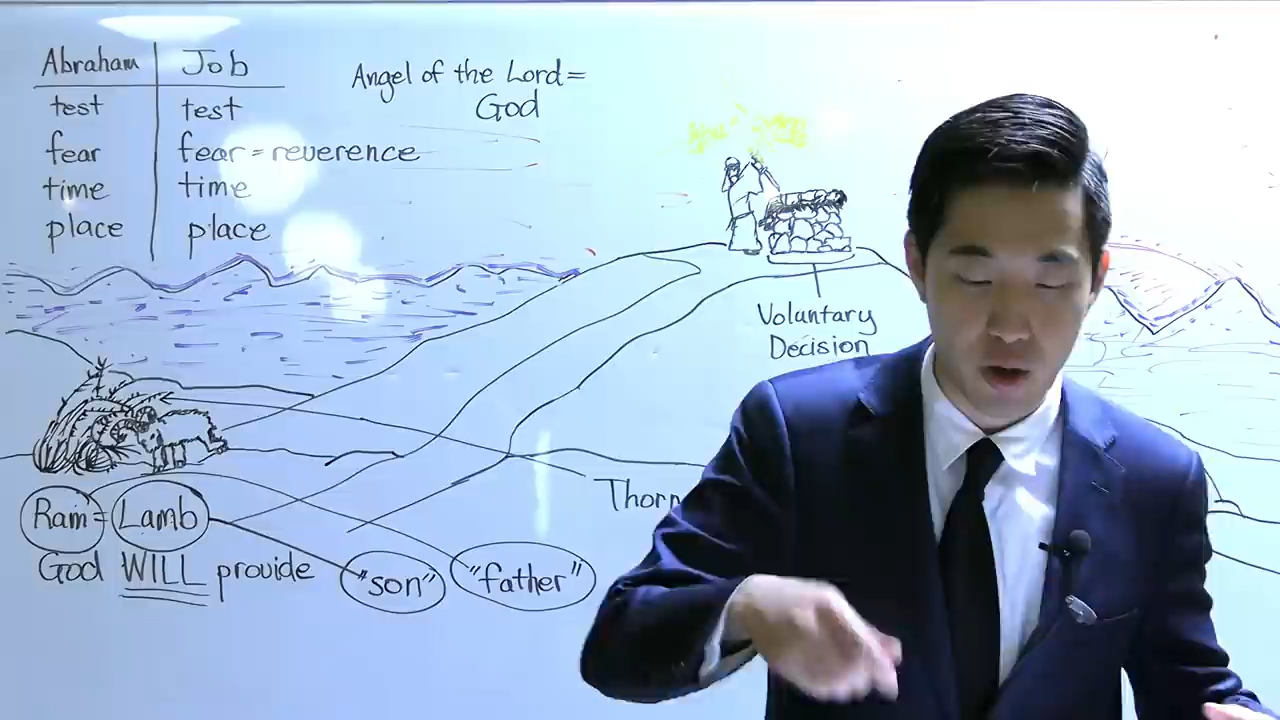 Abraham Job
test test
fear fear = reverence
time time
place place
Angel of the Lord =
God
Voluntary
Decision
Thorn
Ram = Lamb
God WILL provide
"son" "father"